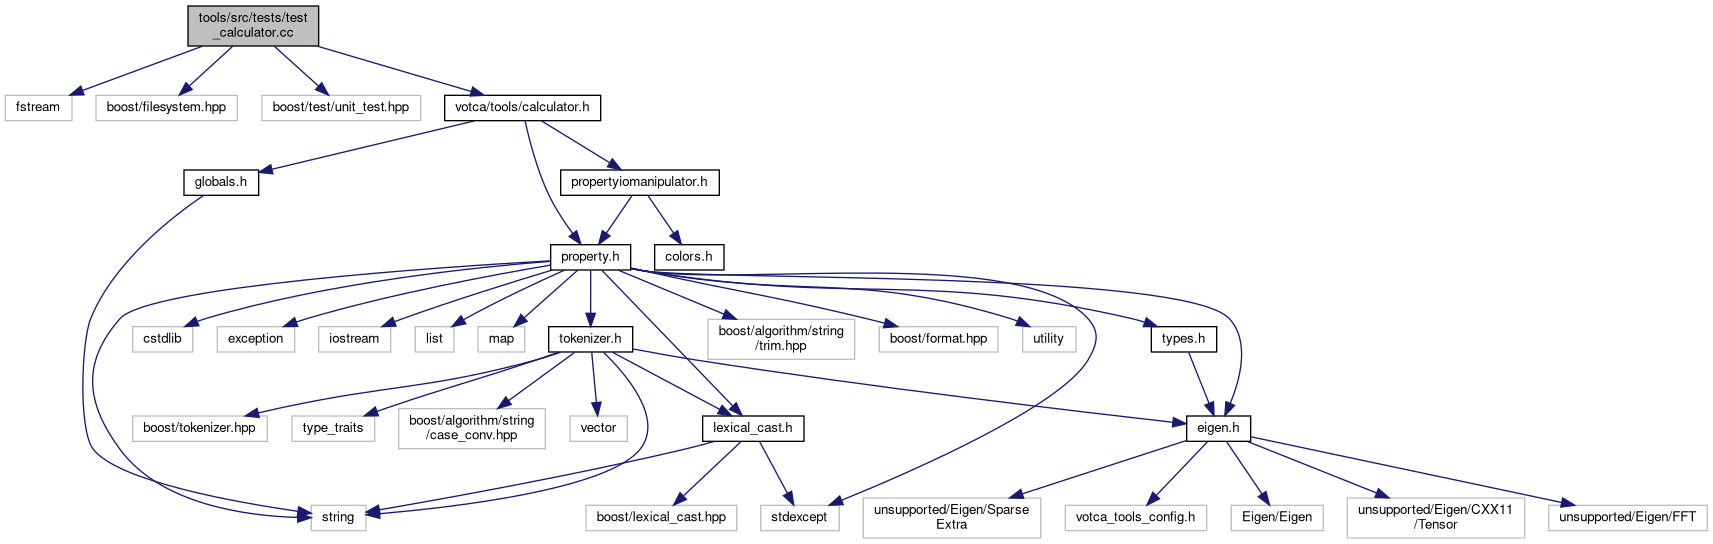 tools/src/tests/test
_calculator.cc
fstream
boost/filesystem.hpp
boost/test/unit_test.hpp
votca/tools/calculator.h
globals.h
propertyiomanipulator.h
property.h
colors.h
cstdlib
exception
iostream
list
map
tokenizer.h
boost/algorithm/string
/trim.hpp
boost/format.hpp
utility
types.h
boost/tokenizer.hpp
type_traits
boost/algorithm/string
/case_conv.hpp
vector
lexical_cast.h
eigen.h
string
boost/lexical_cast.hpp
stdexcept
unsupported/Eigen/Sparse
Extra
votca_tools_config.h
Eigen/Eigen
unsupported/Eigen/CXX11
/Tensor
unsupported/Eigen/FFT